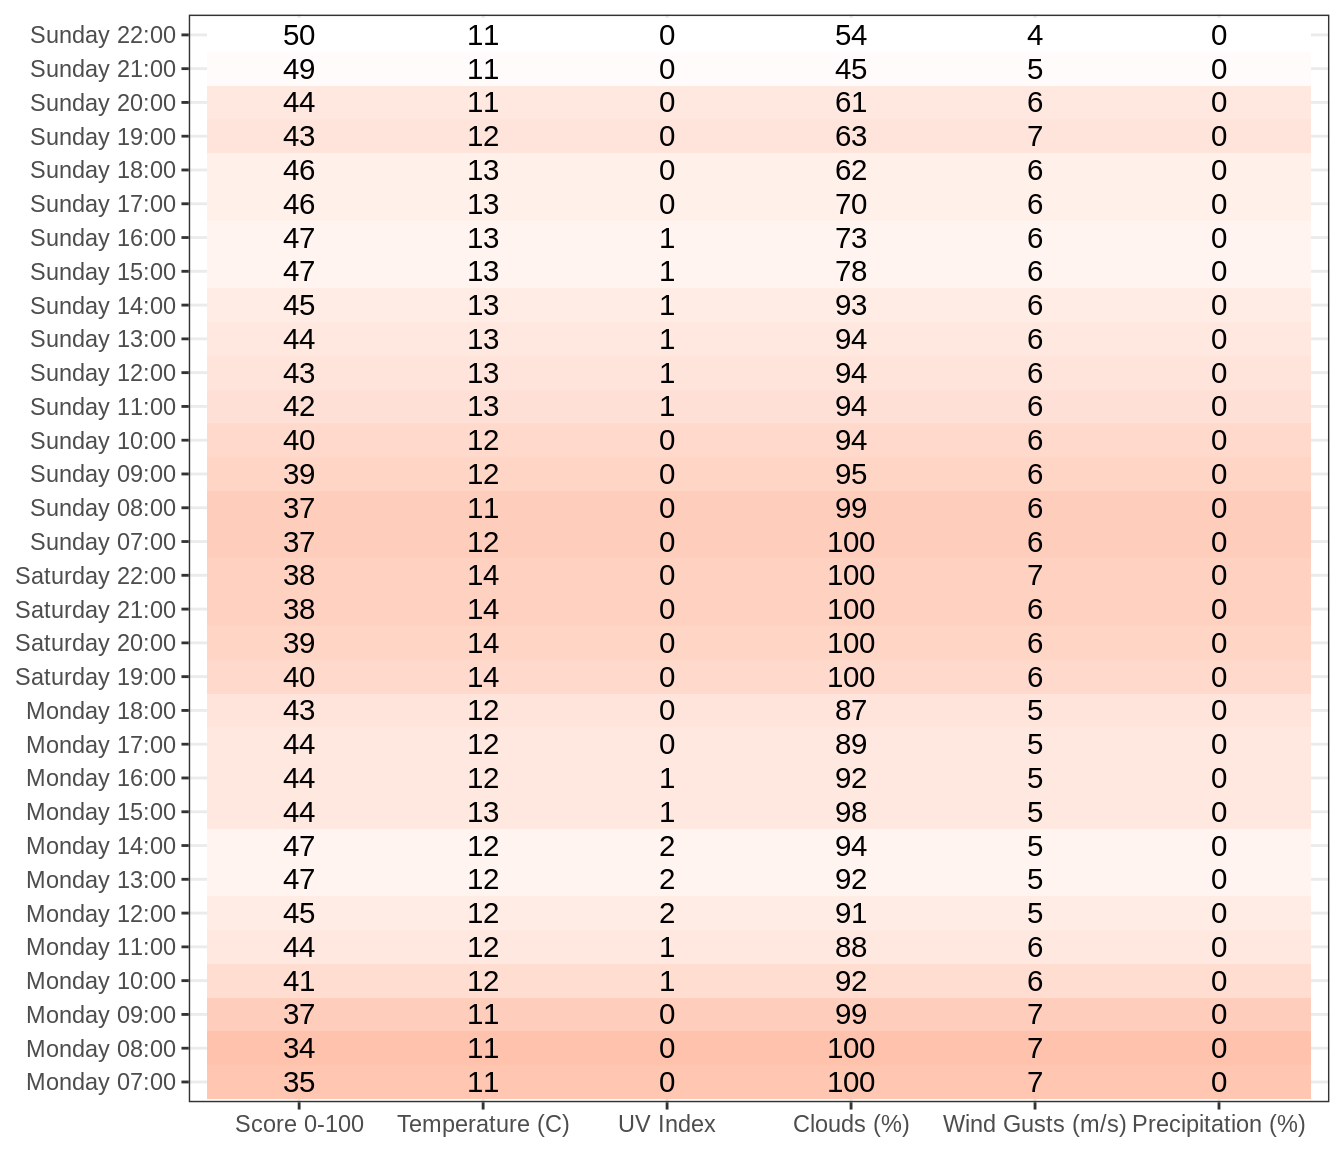 Sunday 22:00 50 11 0 54 4 0
Sunday 21:00 49 11 0 45 5 0
Sunday 20:00 44 11 0 61 6 0
Sunday 19:00 43 12 0 63 7 0
Sunday 18:00 46 13 0 62 6 0
Sunday 17:00 46 13 0 70 6 0
Sunday 16:00 47 13 1 73 6 0
Sunday 15:00 47 13 1 78 6 0
Sunday 14:00 45 13 1 93 6 0
Sunday 13:00 44 13 1 94 6 0
Sunday 12:00 43 13 1 94 6 0
Sunday 11:00 42 13 1 94 6 0
Sunday 10:00 40 12 0 94 6 0
Sunday 09:00 39 12 0 95 6 0
Sunday 08:00 37 11 0 99 6 0
Sunday 07:00 37 12 0 100 6 0
Saturday 22:00 38 14 0 100 7 0
Saturday 21:00 38 14 0 100 6 0
Saturday 20:00 39 14 0 100 6 0
Saturday 19:00 40 14 0 100 6 0
Monday 18:00 43 12 0 87 5 0
Monday 17:00 44 12 0 89 5 0
Monday 16:00 44 12 1 92 5 0
Monday 15:00 44 13 1 98 5 0
Monday 14:00 47 12 2 94 5 0
Monday 13:00 47 12 2 92 5 0
Monday 12:00 45 12 2 91 5 0
Monday 11:00 44 12 1 88 6 0
Monday 10:00 41 12 1 92 6 0
Monday 09:00 37 11 0 99 7 0
Monday 08:00 34 11 0 100 7 0
Monday 07:00 35 11 0 100 7 0
Score 0-100 Temperature (C) UV Index Clouds (%) Wind Gusts (m/s) Precipitation (%)